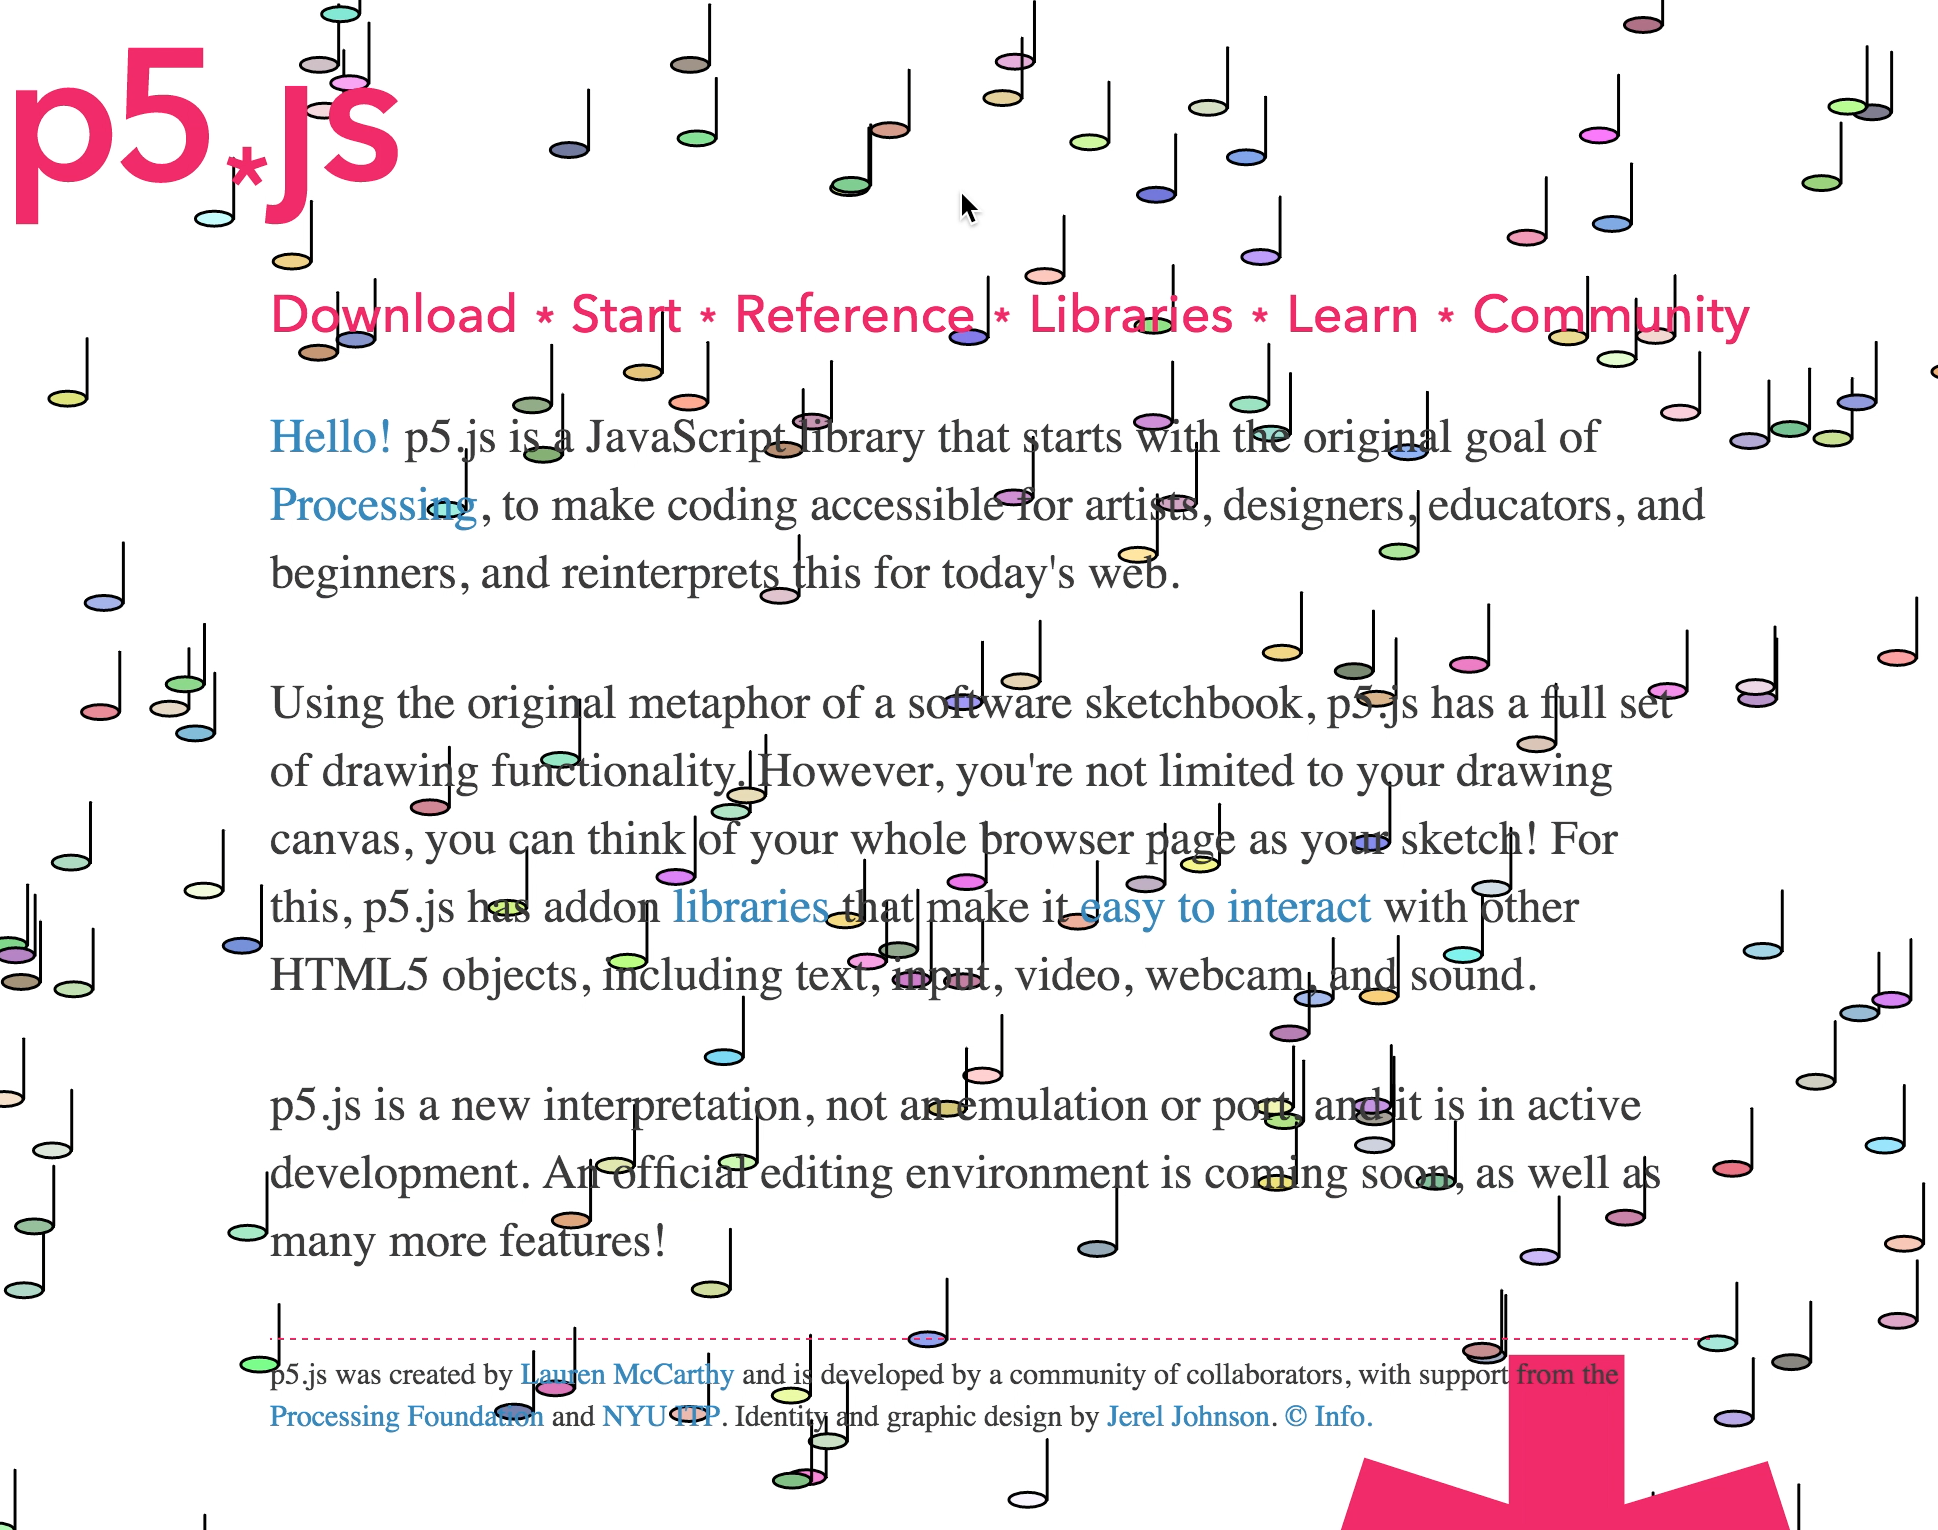 p5.js
Download * Start * Reference * Libraries * Learn * Community
Hello! p5.js is a JavaScript library that starts with the original goal of
Processing, to make coding accessible for artists, designers, educators, and
beginners, and reinterprets this for today's web.
Using the original metaphor of a software sketchbook, p5.js has a full set
of drawing functionality. However, you're not limited to your drawing
canvas, you can think of your whole browser page as your sketch! For
this, p5.js has addon libraries that make it easy to interact with other
HTML5 objects, including text, input, video, webcam, and sound.
p5.js is a new interpretation, not an emulation or port, and it is in active
development. An official editing environment is coming soon, as well as
many more features!
p5.js was created by Lauren McCarthy and is developed by a community of collaborators, with support from the
Processing Foundation and NYU ITP. Identity and graphic design by Jerel Johnson. © Info.